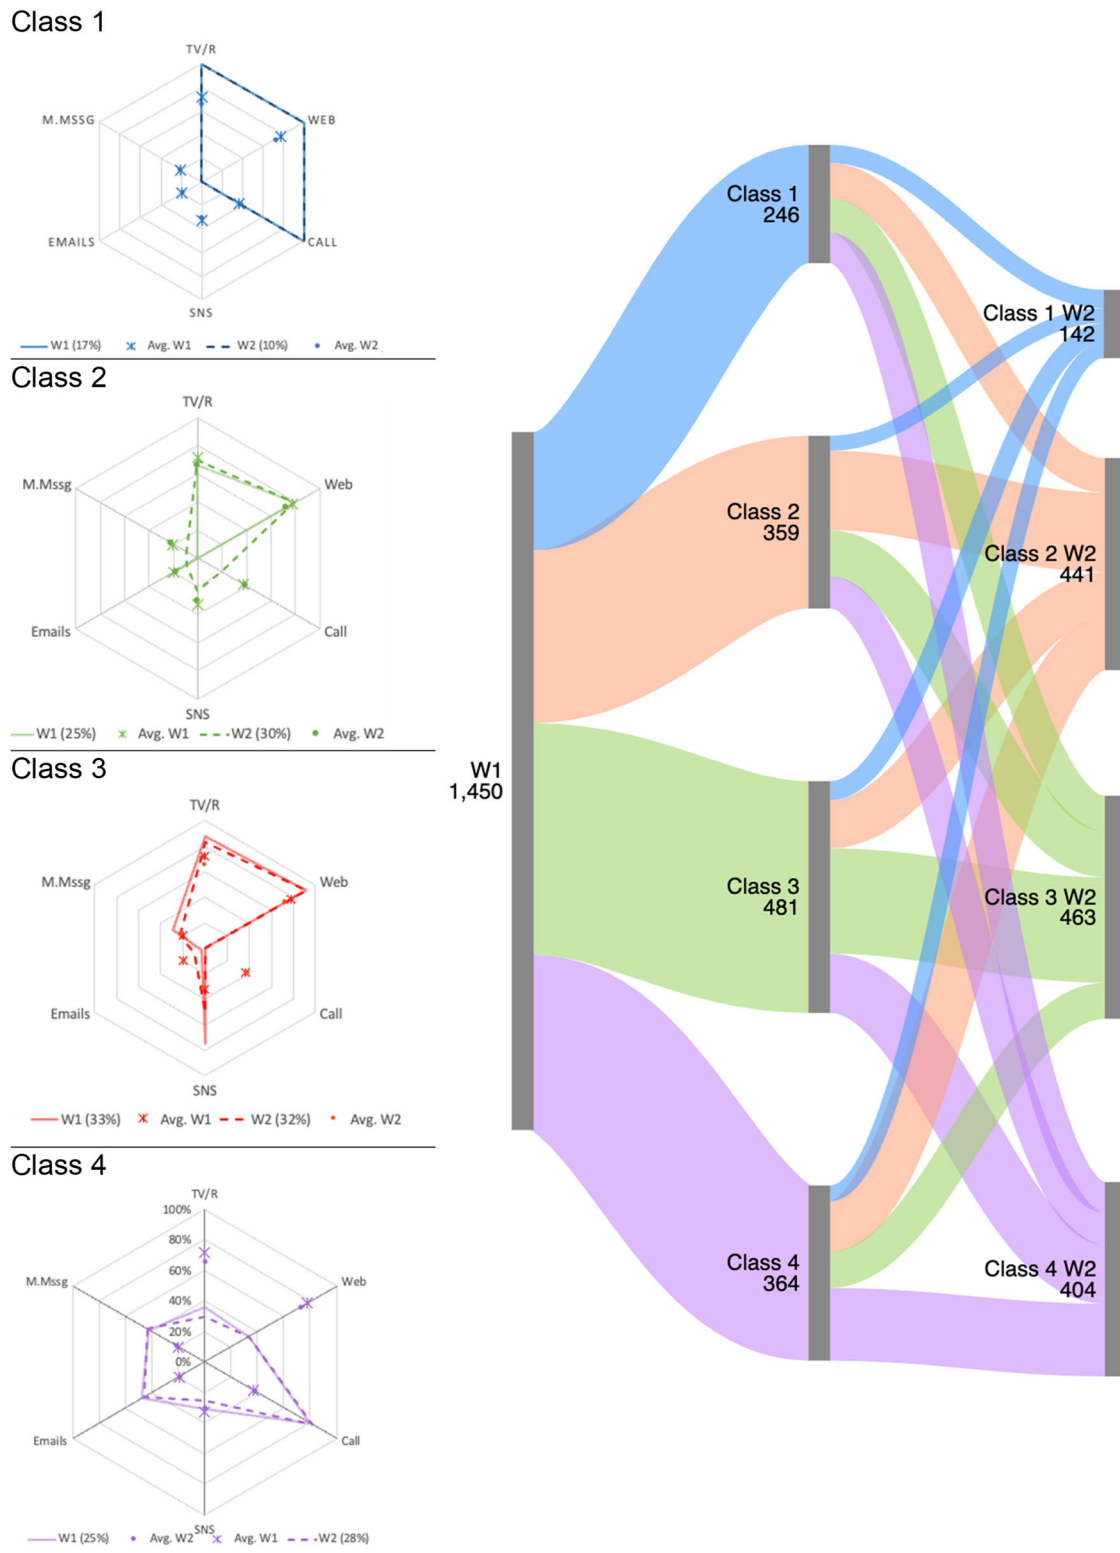 Class 1
TV/R
M.MSSG
WEB
EMAILS
CALL
SNS
W1 (17%) Avg. W1 W2 (10%) Avg. W2
Class 2
TV/R
M.Mssg
Web
Emails
Call
SNS
W1 (25%) Avg. W1 W2 (30%) Avg. W2
Class 3
TV/R
M.Mssg
Web
Emails
Call
SNS
W1 (33%) Avg. W1 W2 (32%) Avg. W2
Class 4
TV/R
100%
80%
60%
40%
20%
0%
M.Mssg
Web
Emails
Call
SNS
W1 (25%) Avg. W2 Avg. W1 W2 (28%)
W1
1,450
Class 1
246
Class 2
359
Class 3
481
Class 4
364
Class 1 W2
142
Class 2 W2
441
Class 3 W2
463
Class 4 W2
404